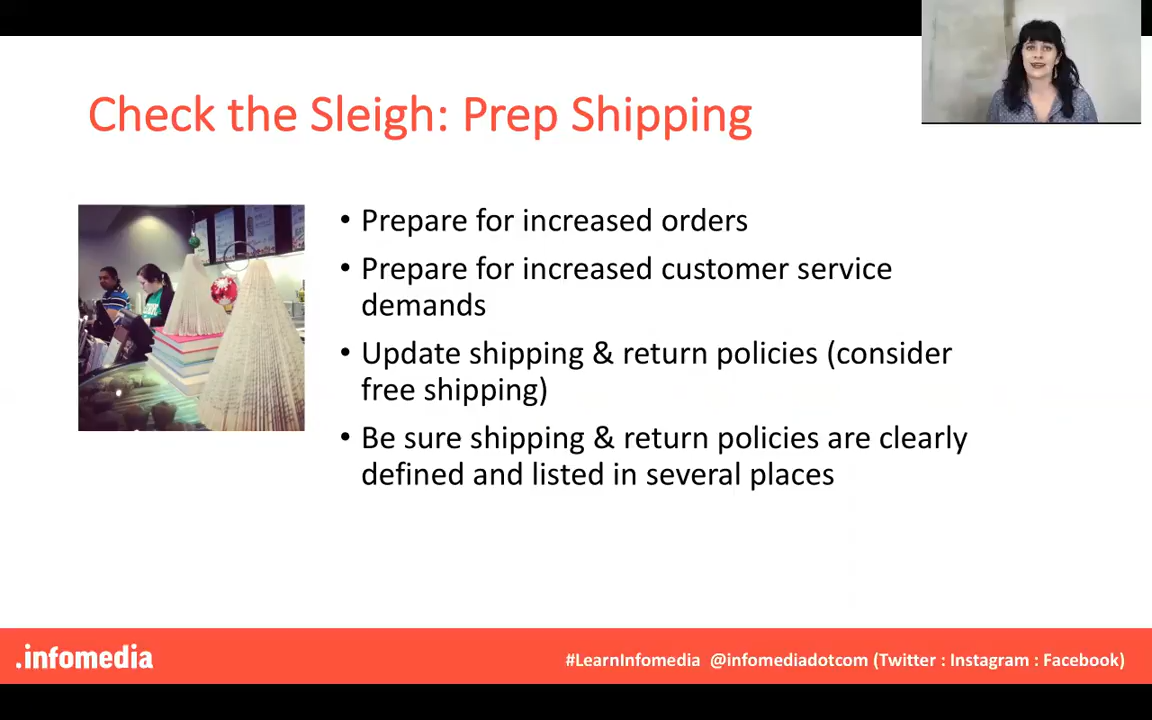 Check the Sleigh: Prep Shipping
• Prepare for increased orders
• Prepare for increased customer service
demands
• Update shipping & return policies (consider
free shipping)
• Be sure shipping & return policies are clearly
defined and listed in several places
.infomedia
#LearnInfomedia @infomediadotcom (Twitter : Instagram : Facebook)